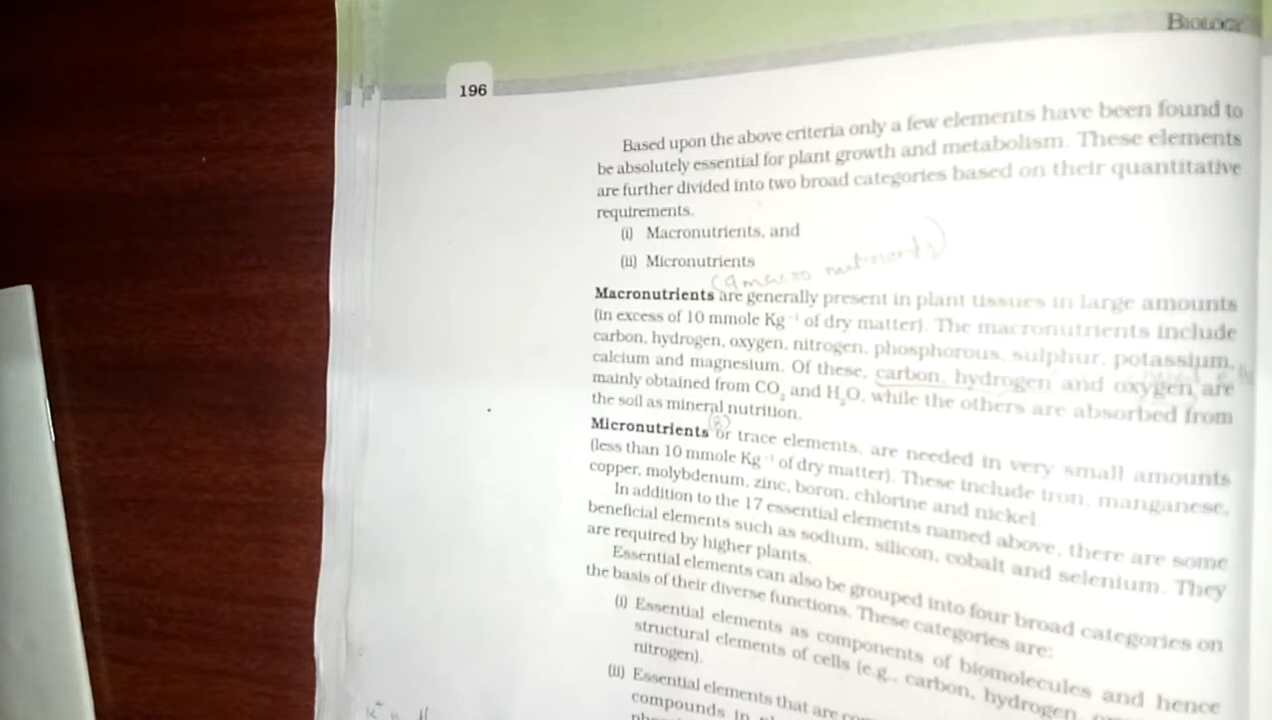 BIOLOGY
196
Based upon the above criteria only a few elements have been found to
be absolutely essential for plant growth and metabolism. These elements
are further divided into two broad categories based on their quantitative
requirements.
(i) Macronutrients, and
(ii) Micronutrients
(9 macro nutrients)
Macronutrients are generally present in plant tissues in large amounts
(in excess of 10 mmole Kg⁻¹ of dry matter). The macronutrients include
carbon, hydrogen, oxygen, nitrogen, phosphorous, sulphur, potassium,
calcium and magnesium. Of these, carbon, hydrogen and oxygen are
mainly obtained from CO₂ and H₂O, while the others are absorbed from
the soil as mineral nutrition.
(8)
Micronutrients or trace elements, are needed in very small amounts
(less than 10 mmole Kg⁻¹ of dry matter). These include iron, manganese,
copper, molybdenum, zinc, boron, chlorine and nickel.
In addition to the 17 essential elements named above, there are some
beneficial elements such as sodium, silicon, cobalt and selenium. They
are required by higher plants.
Essential elements can also be grouped into four broad categories on
the basis of their diverse functions. These categories are:
(i) Essential elements as components of biomolecules and hence
structural elements of cells (e.g., carbon, hydrogen,
nitrogen).
(ii) Essential elements that are
compounds in